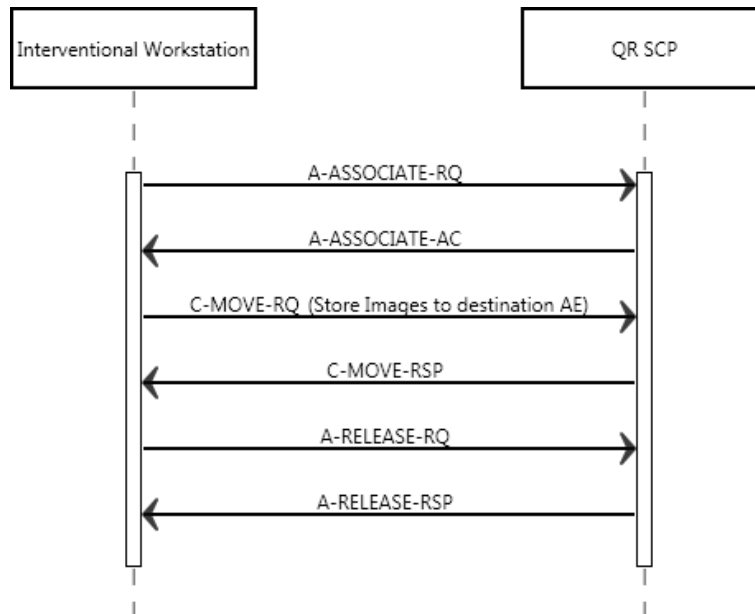 Interventional Workstation
QR SCP
A-ASSOCIATE-RQ
A-ASSOCIATE-AC
C-MOVE-RQ (Store Images to destination AE)
C-MOVE-RSP
A-RELEASE-RQ
A-RELEASE-RSP